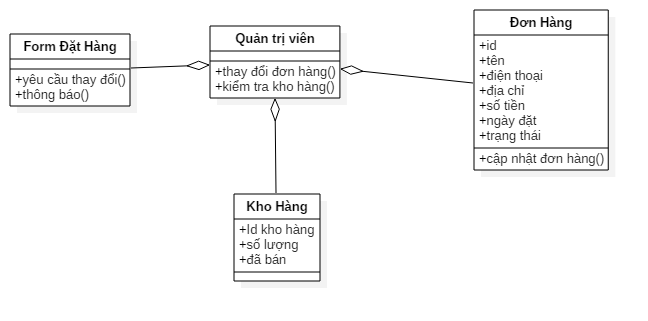 Form Đặt Hàng
+yêu cầu thay đổi()
+thông báo()
Quản trị viên
+thay đổi đơn hàng()
+kiểm tra kho hàng()
Đơn Hàng
+id
+tên
+điện thoại
+địa chỉ
+số tiền
+ngày đặt
+trạng thái
+cập nhật đơn hàng()
Kho Hàng
+Id kho hàng
+số lượng
+đã bán